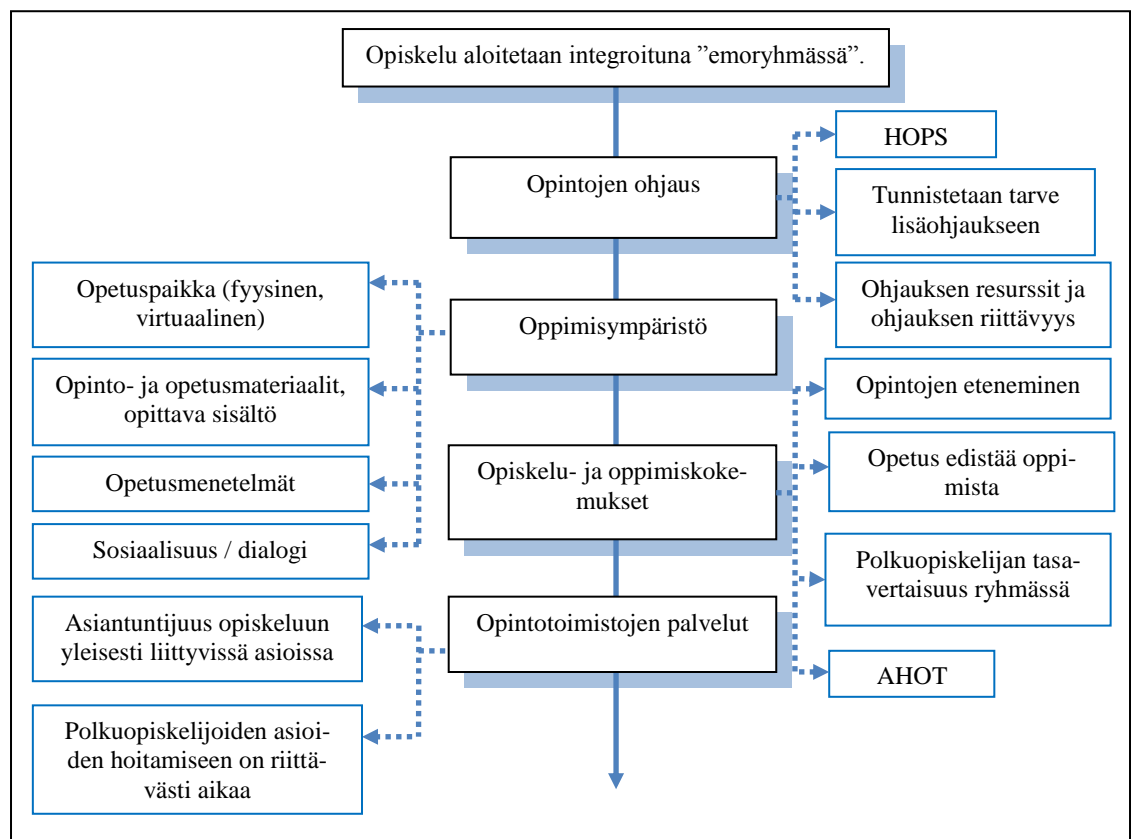 Opiskelu aloitetaan integroituna ”emoryhmässä”.
HOPS
Opintojen ohjaus
Tunnistetaan tarve
lisäohjaukseen
Ohjauksen resurssit ja
ohjauksen riittävyys
Opetuspaikka (fyysinen,
virtuaalinen)
Oppimisympäristö
Opinto- ja opetusmateriaalit,
opittava sisältö
Opetusmenetelmät
Sosiaalisuus / dialogi
Opiskelu- ja oppimiskoke-
mukset
Opintojen eteneminen
Opetus edistää oppi-
mista
Polkuopiskelijan tasa-
vertaisuus ryhmässä
AHOT
Opintotoimistojen palvelut
Asiantuntijuus opiskeluun
yleisesti liittyvissä asioissa
Polkuopiskelijoiden asioi-
den hoitamiseen on riittä-
västi aikaa